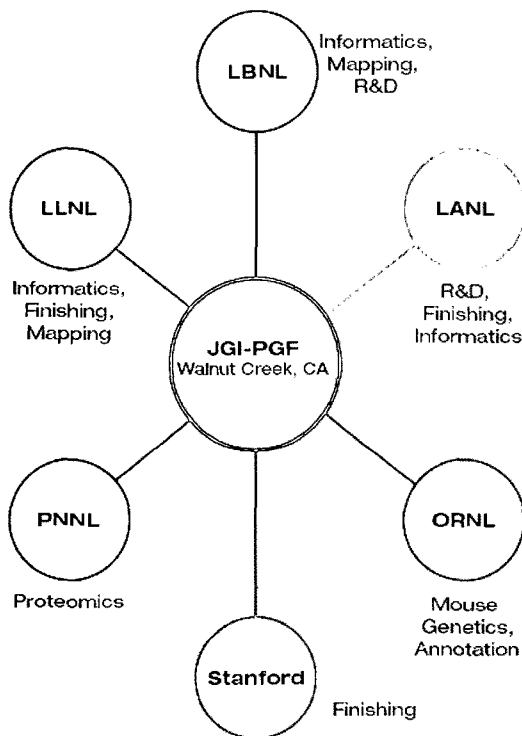 LBNL
Informatics,
Mapping,
R&D
LLNL
Informatics,
Finishing,
Mapping
LANL
R&D,
Finishing,
Informatics
JGI-PGF
Walnut Creek, CA
PNNL
Proteomics
ORNL
Mouse
Genetics,
Annotation
Stanford
Finishing